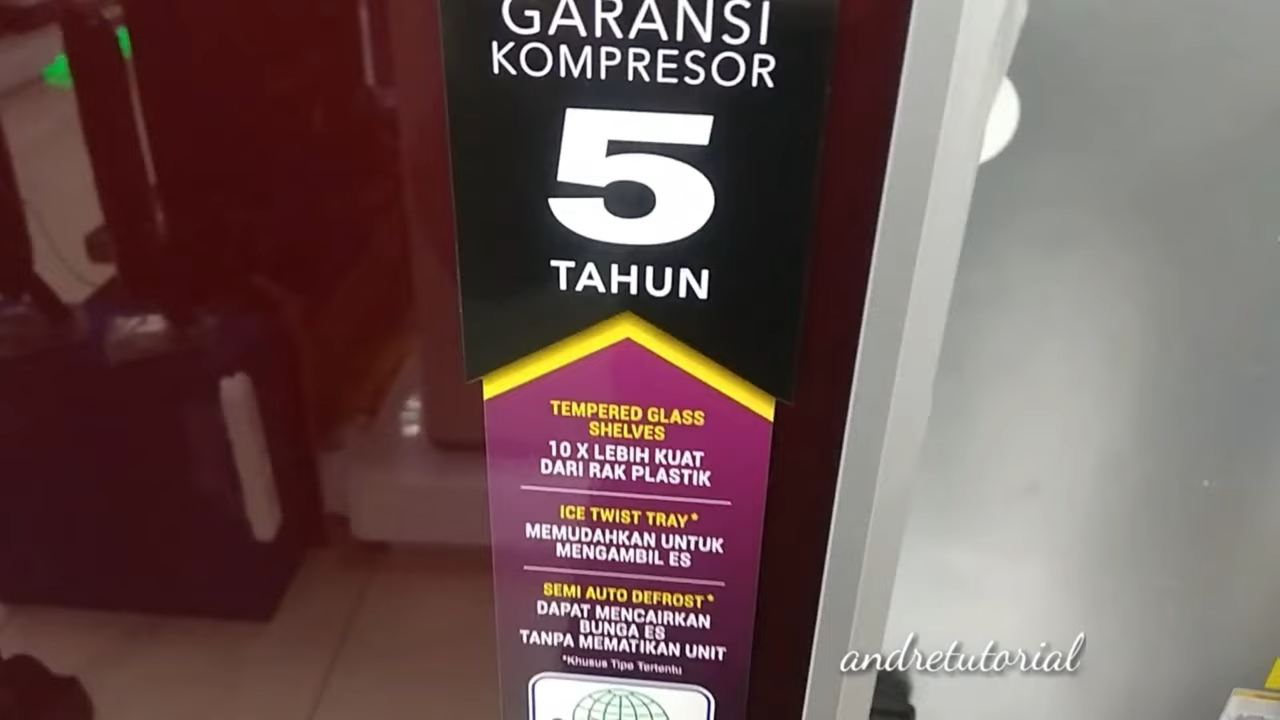 GARANSI
KOMPRESOR
5
TAHUN
TEMPERED GLASS
SHELVES
10 X LEBIH KUAT
DARI RAK PLASTIK
ICE TWIST TRAY*
MEMUDAHKAN UNTUK
MENGAMBIL ES
SEMI AUTO DEFROST*
DAPAT MENCAIRKAN
BUNGA ES
TANPA MEMATIKAN UNIT
*Khusus Tipe Tertentu
andretutorial